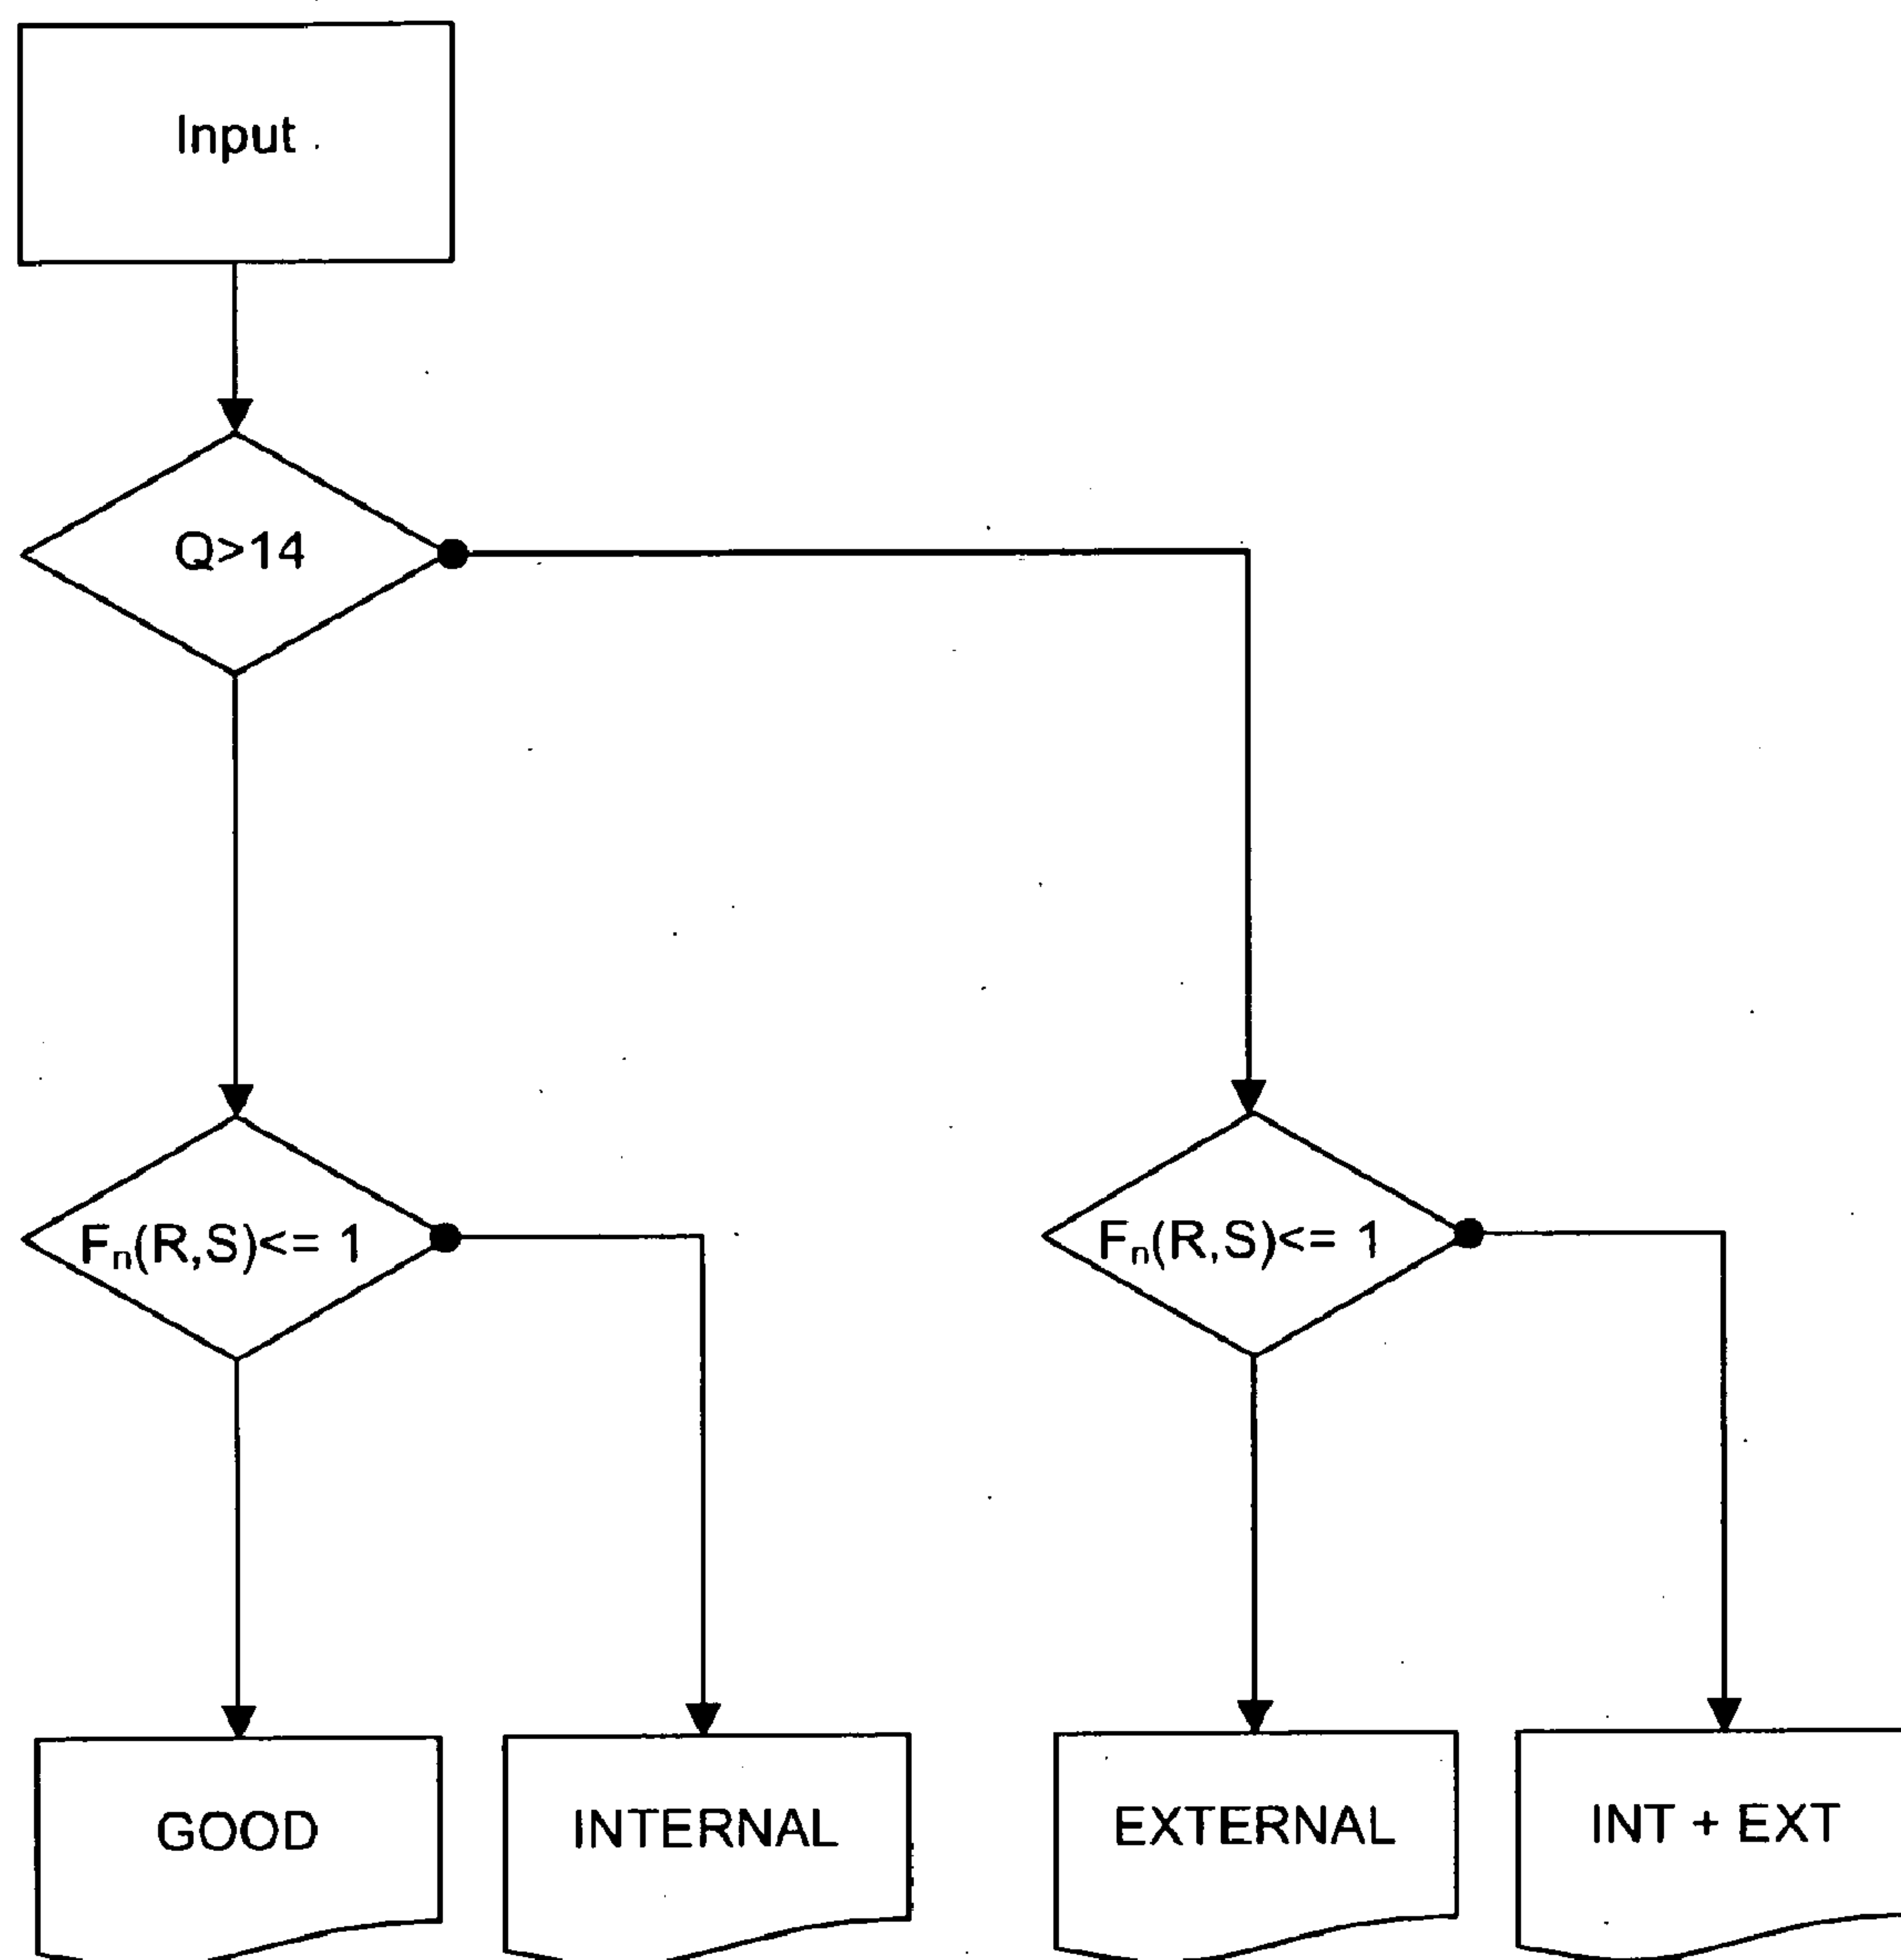 Input
Q>14
Fn(R,S)<= 1
Fn(R,S)<= 1
GOOD
INTERNAL
EXTERNAL
INT + EXT